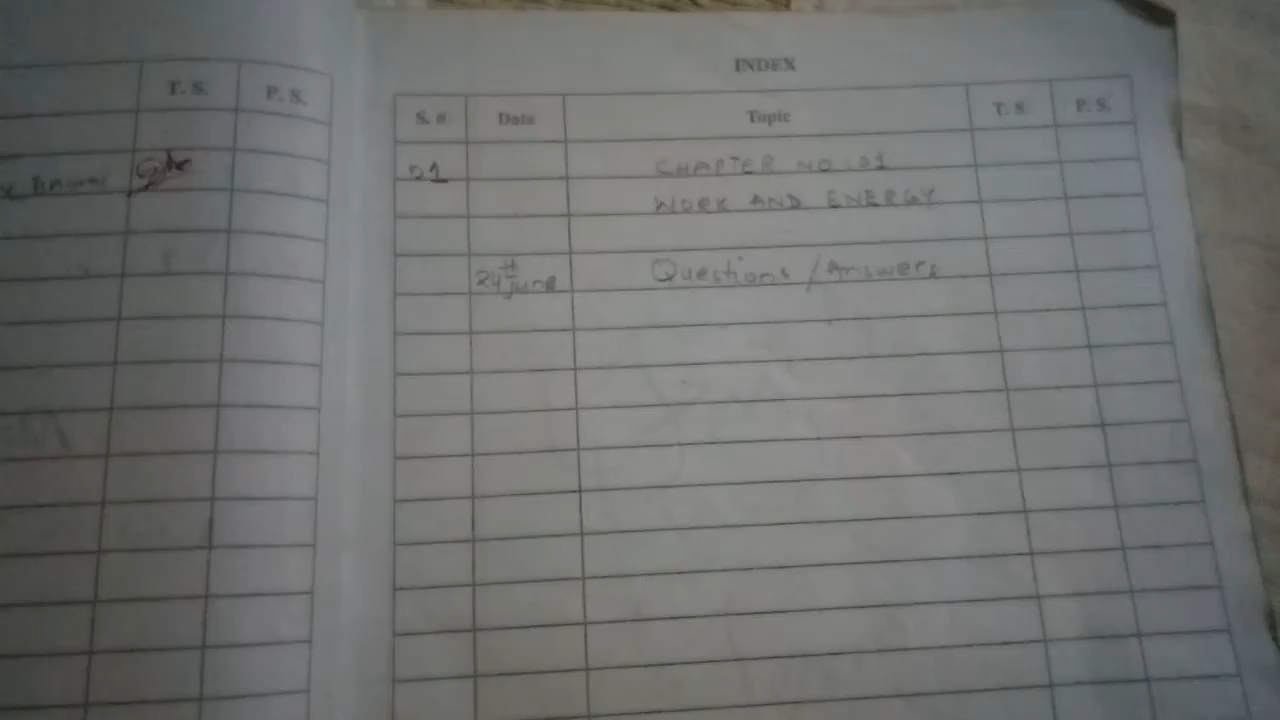 T. S. P. S.
INDEX
S. # Date Topic T. S. P. S.
01 CHAPTER NO :01
WORK AND ENERGY
24th June Questions / Answers